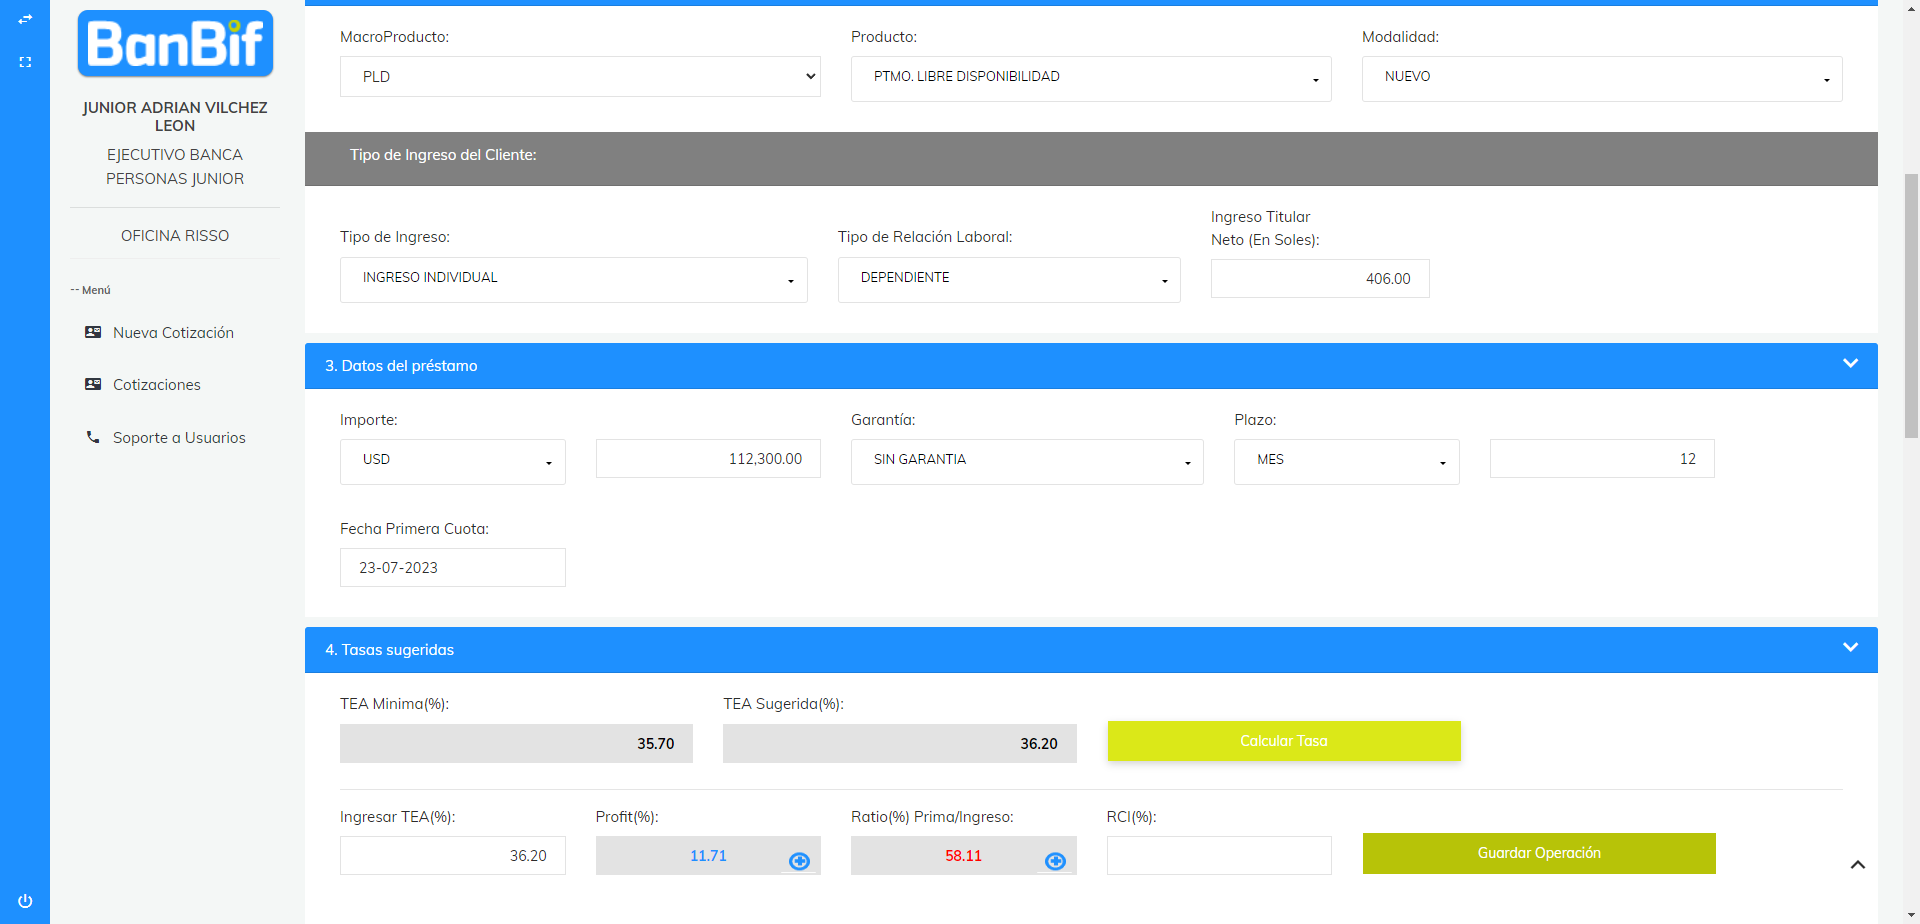 BanBif
JUNIOR ADRIAN VILCHEZ
LEON
EJECUTIVO BANCA
PERSONAS JUNIOR
OFICINA RISSO
-- Menú
Nueva Cotización
Cotizaciones
Soporte a Usuarios
MacroProducto:
Producto:
Modalidad:
PLD
PTMO. LIBRE DISPONIBILIDAD
NUEVO
Tipo de Ingreso del Cliente:
Tipo de Ingreso:
Tipo de Relación Laboral:
Ingreso Titular
Neto (En Soles):
INGRESO INDIVIDUAL
DEPENDIENTE
406.00
3. Datos del préstamo
Importe:
Garantía:
Plazo:
USD
112,300.00
SIN GARANTIA
MES
12
Fecha Primera Cuota:
23-07-2023
4. Tasas sugeridas
TEA Minima(%):
TEA Sugerida(%):
35.70
36.20
Calcular Tasa
Ingresar TEA(%):
Profit(%):
Ratio(%) Prima/Ingreso:
RCI(%):
36.20
11.71
58.11
Guardar Operación